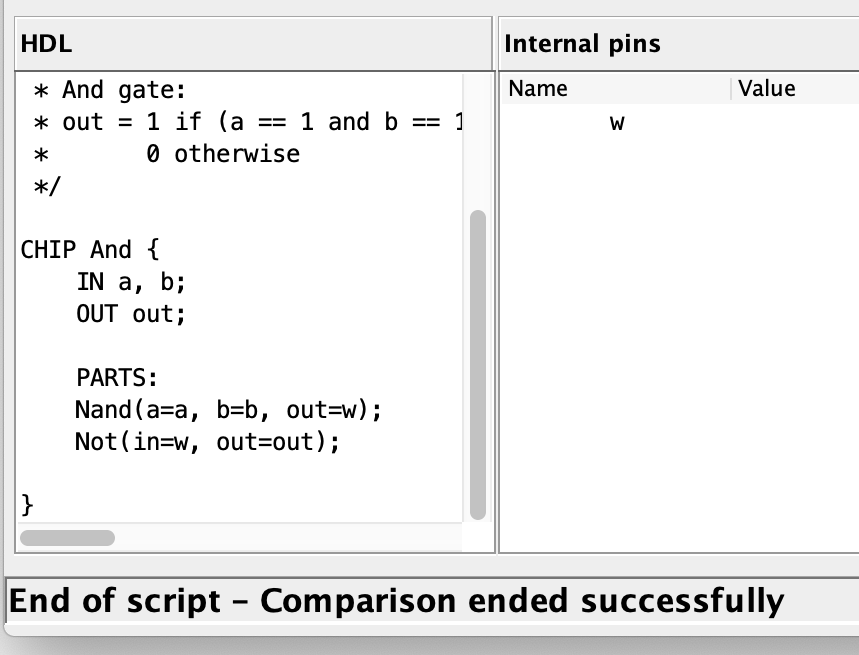 HDL
 * And gate:
 * out = 1 if (a == 1 and b == 1
 *       0 otherwise
 */
CHIP And {
    IN a, b;
    OUT out;
    PARTS:
    Nand(a=a, b=b, out=w);
    Not(in=w, out=out);
}
Internal pins
Name Value
w
End of script – Comparison ended successfully